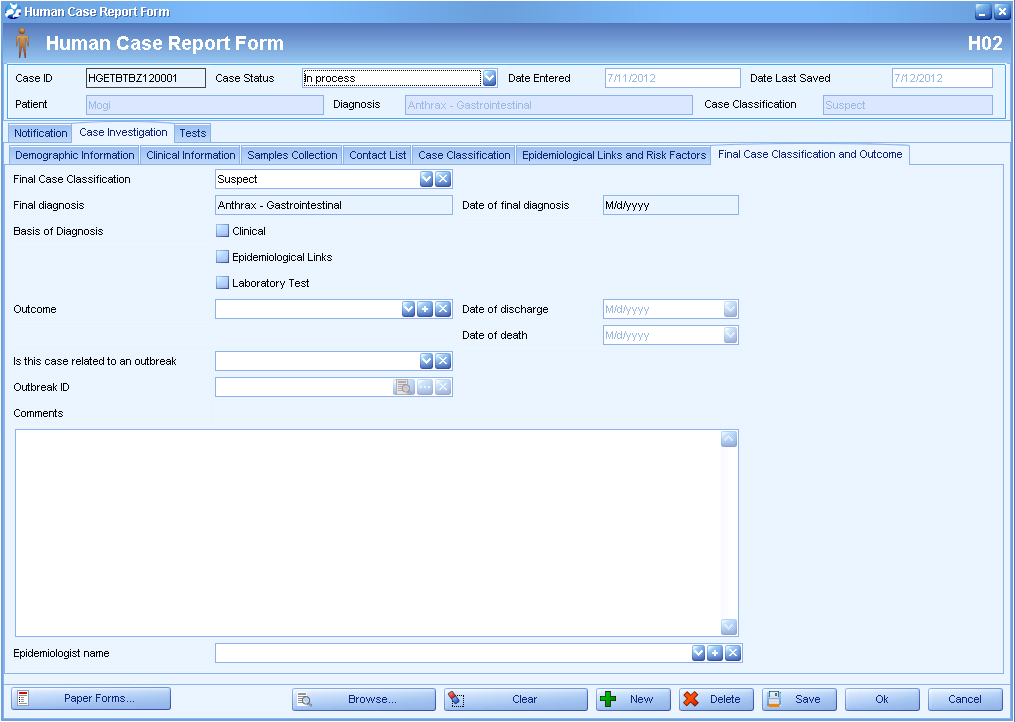 Human Case Report Form
Human Case Report Form H02
Case ID HGETBTBZ120001 Case Status In process Date Entered 7/11/2012 Date Last Saved 7/12/2012
Patient Mogi Diagnosis Anthrax - Gastrointestinal Case Classification Suspect
Notification Case Investigation Tests
Demographic Information Clinical Information Samples Collection Contact List Case Classification Epidemiological Links and Risk Factors Final Case Classification and Outcome
Final Case Classification Suspect
Final diagnosis Anthrax - Gastrointestinal Date of final diagnosis M/d/yyyy
Basis of Diagnosis Clinical
Epidemiological Links
Laboratory Test
Outcome Date of discharge M/d/yyyy
Date of death M/d/yyyy
Is this case related to an outbreak
Outbreak ID
Comments
Epidemiologist name
Paper Forms... Browse... Clear New Delete Save Ok Cancel